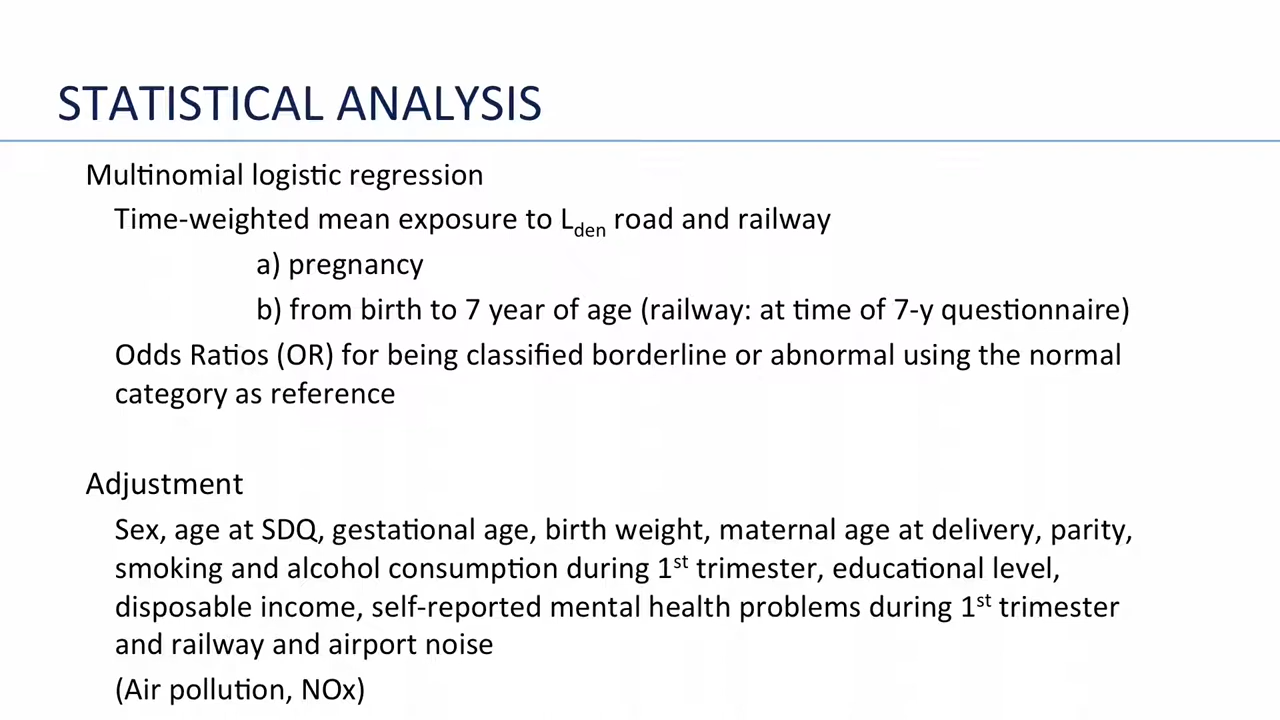 STATISTICAL ANALYSIS
Multinomial logistic regression
Time-weighted mean exposure to Lden road and railway
a) pregnancy
b) from birth to 7 year of age (railway: at time of 7-y questionnaire)
Odds Ratios (OR) for being classified borderline or abnormal using the normal
category as reference
Adjustment
Sex, age at SDQ, gestational age, birth weight, maternal age at delivery, parity,
smoking and alcohol consumption during 1st trimester, educational level,
disposable income, self-reported mental health problems during 1st trimester
and railway and airport noise
(Air pollution, NOx)